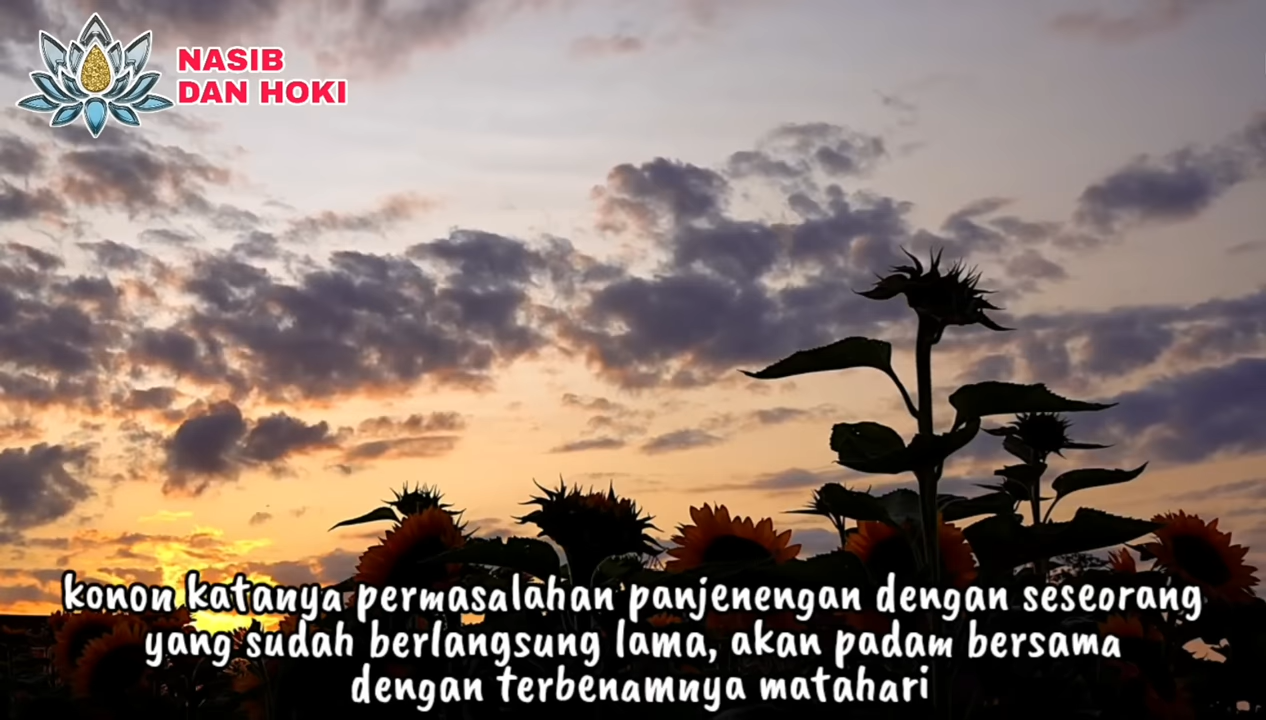 NASIB
DAN HOKI
konon katanya permasalahan panjenengan dengan seseorang
yang sudah berlangsung lama, akan padam bersama
dengan terbenamnya matahari